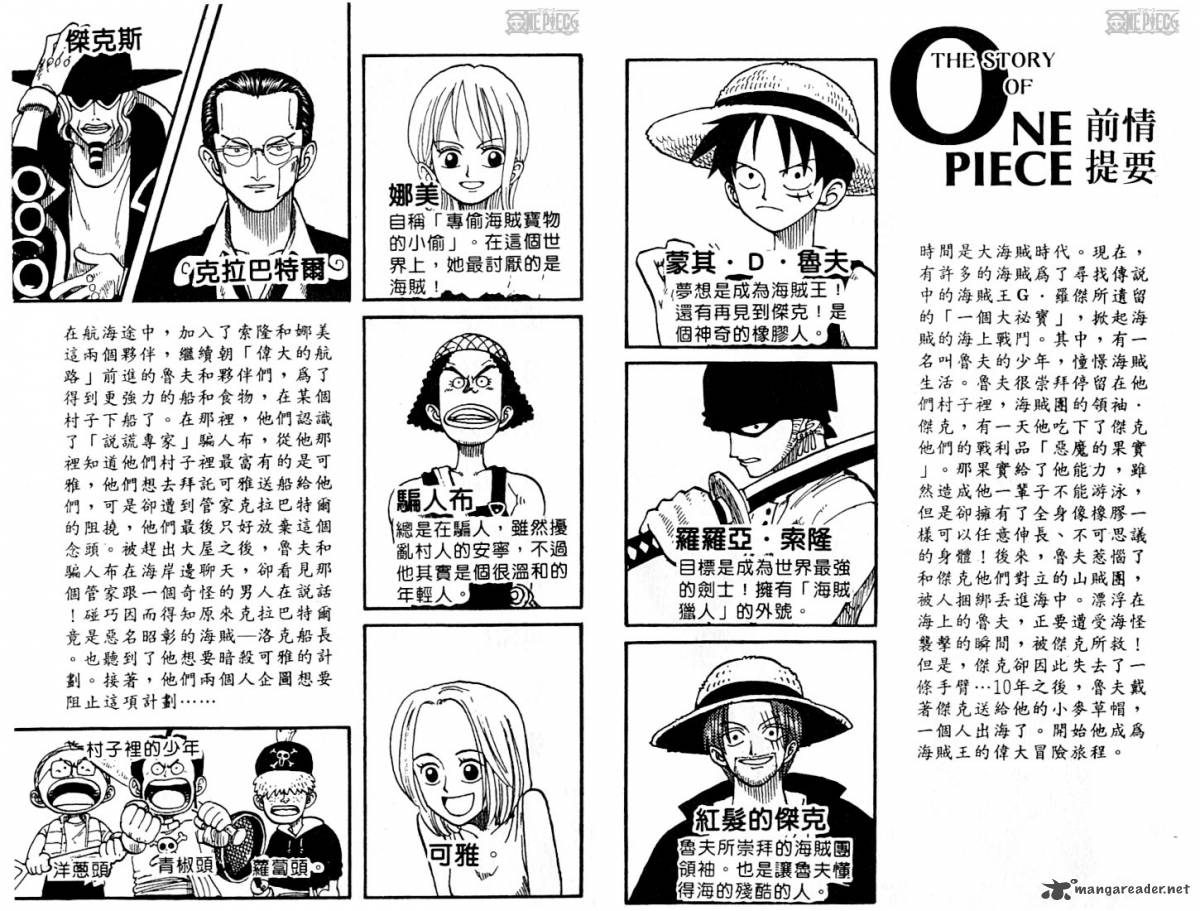 ONE PIECE
ONE PIECE
THE STORY
OF
ONE
PIECE
前情
提要
時間是大海賊時代。現在，
有許多的海賊為了尋找傳說
中的海賊王G・羅傑所遺留
的「一個大祕寶」，掀起海
賊的海上戰鬥。其中，有一
名叫魯夫的少年，憧憬海賊
生活。魯夫很崇拜停留在他
們村子裡，海賊團的領袖・
傑克，有一天他吃下了傑克
他們的戰利品「惡魔的果實
」。那果實給了他能力，雖
然造成他一輩子不能游泳，
但是卻擁有了全身像橡膠一
樣可以任意伸長、不可思議
的身體！後來，魯夫惹惱了
和傑克他們對立的山賊團，
被人捆綁丟進海中。漂浮在
海上的魯夫，正要遭受海怪
襲擊的瞬間，被傑克所救！
但是，傑克卻因此失去了一
條手臂…10年之後，魯夫戴
著傑克送給他的小麥草帽，
一個人出海了。開始他成為
海賊王的偉大冒險旅程。
蒙其・D・魯夫
夢想是成為海賊王！
還有再見到傑克！是
個神奇的橡膠人。
羅羅亞・索隆
目標是成為世界最強
的劍士！擁有「海賊
獵人」的外號。
紅髮的傑克
魯夫所崇拜的海賊團
領袖。也是讓魯夫懂
得海的殘酷的人。
娜美
自稱「專偷海賊寶物
的小偷」。在這個世
界上，她最討厭的是
海賊！
騙人布
總是在騙人，雖然擾
亂村人的安寧，不過
他其實是個很溫和的
年輕人。
可雅。
傑克斯
克拉巴特爾
在航海途中，加入了索隆和娜美
這兩個夥伴，繼續朝「偉大的航
路」前進的魯夫和夥伴們，為了
得到更強力的船和食物，在某個
村子下船了。在那裡，他們認識
了「說謊專家」騙人布，從他那
裡知道他們村子裡最富有的是可
雅，他們想去拜託可雅送船給他
們，可是卻遭到管家克拉巴特爾
的阻撓，他們最後只好放棄這個
念頭。被趕出大屋之後，魯夫和
騙人布在海岸邊聊天，卻看見那
個管家跟一個奇怪的男人在說話
！碰巧因而得知原來克拉巴特爾
竟是惡名昭彰的海賊—洛克船長
。也聽到了他想要暗殺可雅的計
劃。接著，他們兩個人企圖想要
阻止這項計劃……
村子裡的少年
洋蔥頭
青椒頭
蘿蔔頭。
mangareader.net